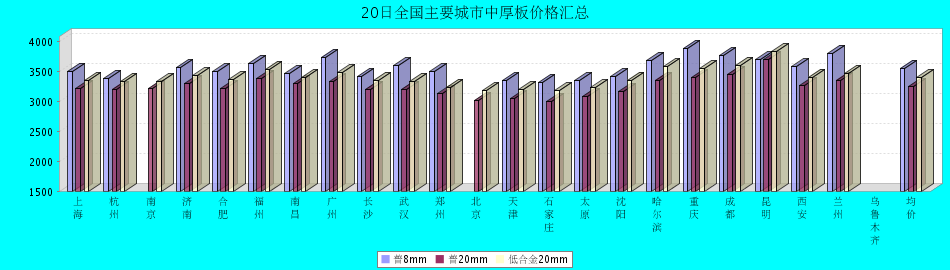 20日全国主要城市中厚板价格汇总
4000
3500
3000
2500
2000
1500
上海
杭州
南京
济南
合肥
福州
南昌
广州
长沙
武汉
郑州
北京
天津
石家庄
太原
沈阳
哈尔滨
重庆
成都
昆明
西安
兰州
乌鲁木齐
均价
普8mm 普20mm 低合金20mm